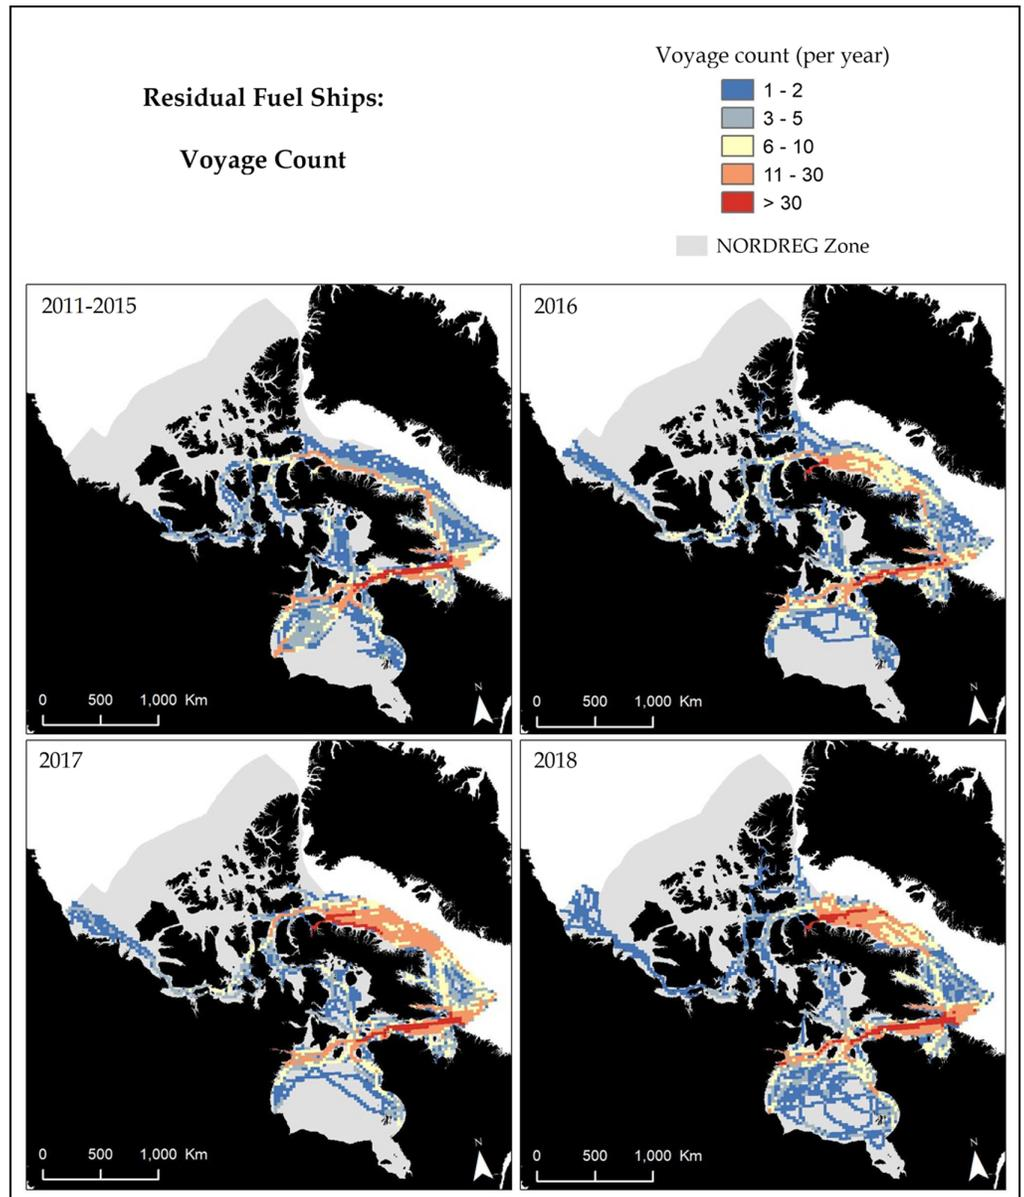 Residual Fuel Ships:
Voyage Count
Voyage count (per year)
1 - 2
3 - 5
6 - 10
11 - 30
> 30
NORDREG Zone
2011-2015
0 500 1,000 Km
N
2016
0 500 1,000 Km
N
2017
0 500 1,000 Km
N
2018
0 500 1,000 Km
N